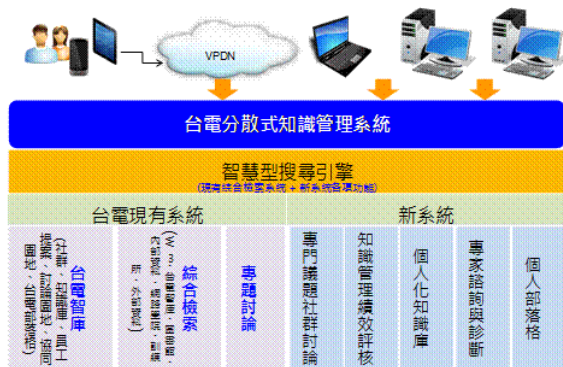 VPDN
台電分散式知識管理系統
智慧型搜尋引擎
(現有綜合檢索系統 + 新系統各項功能)
台電現有系統
新系統
台電智庫
(社群、知識庫、員工
提案、討論園地、協同
園地、台電部落格)
綜合檢索
(W3、台電智庫、圖書館、
內部資訊、網路學院、訓練
所、外部資訊)
專題討論
專門議題社群討論
知識管理績效評核
個人化知識庫
專家諮詢與診斷
個人部落格